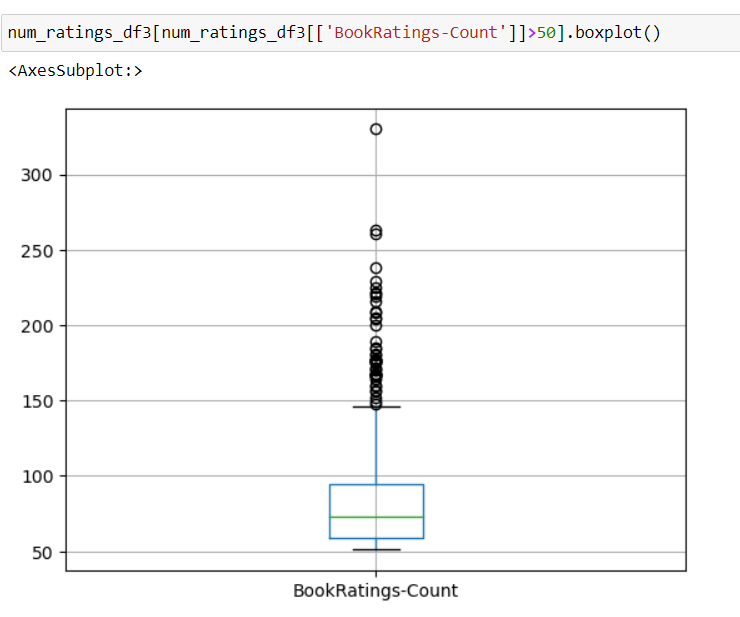 num_ratings_df3[num_ratings_df3[['BookRatings-Count']]>50].boxplot()
<AxesSubplot:>
300
250
200
150
100
50
BookRatings-Count